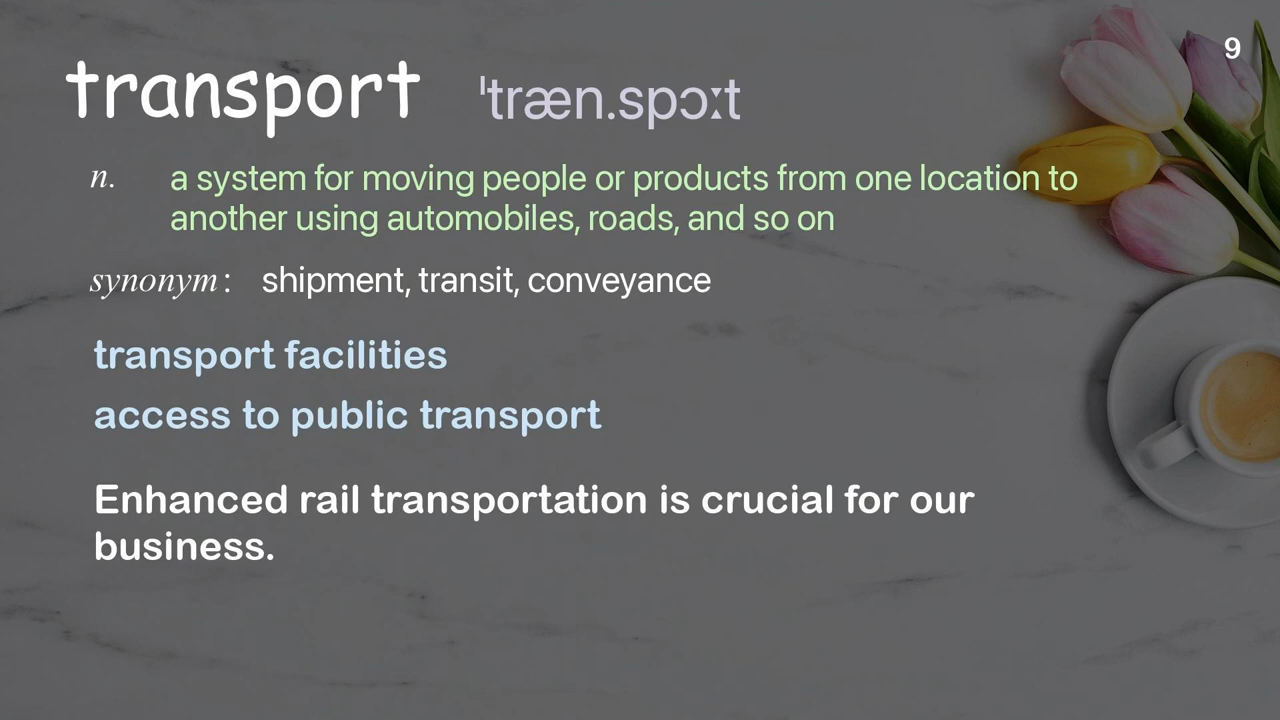 9
transport ˈtræn.spɔːt
n. a system for moving people or products from one location to
another using automobiles, roads, and so on
synonym: shipment, transit, conveyance
transport facilities
access to public transport
Enhanced rail transportation is crucial for our
business.